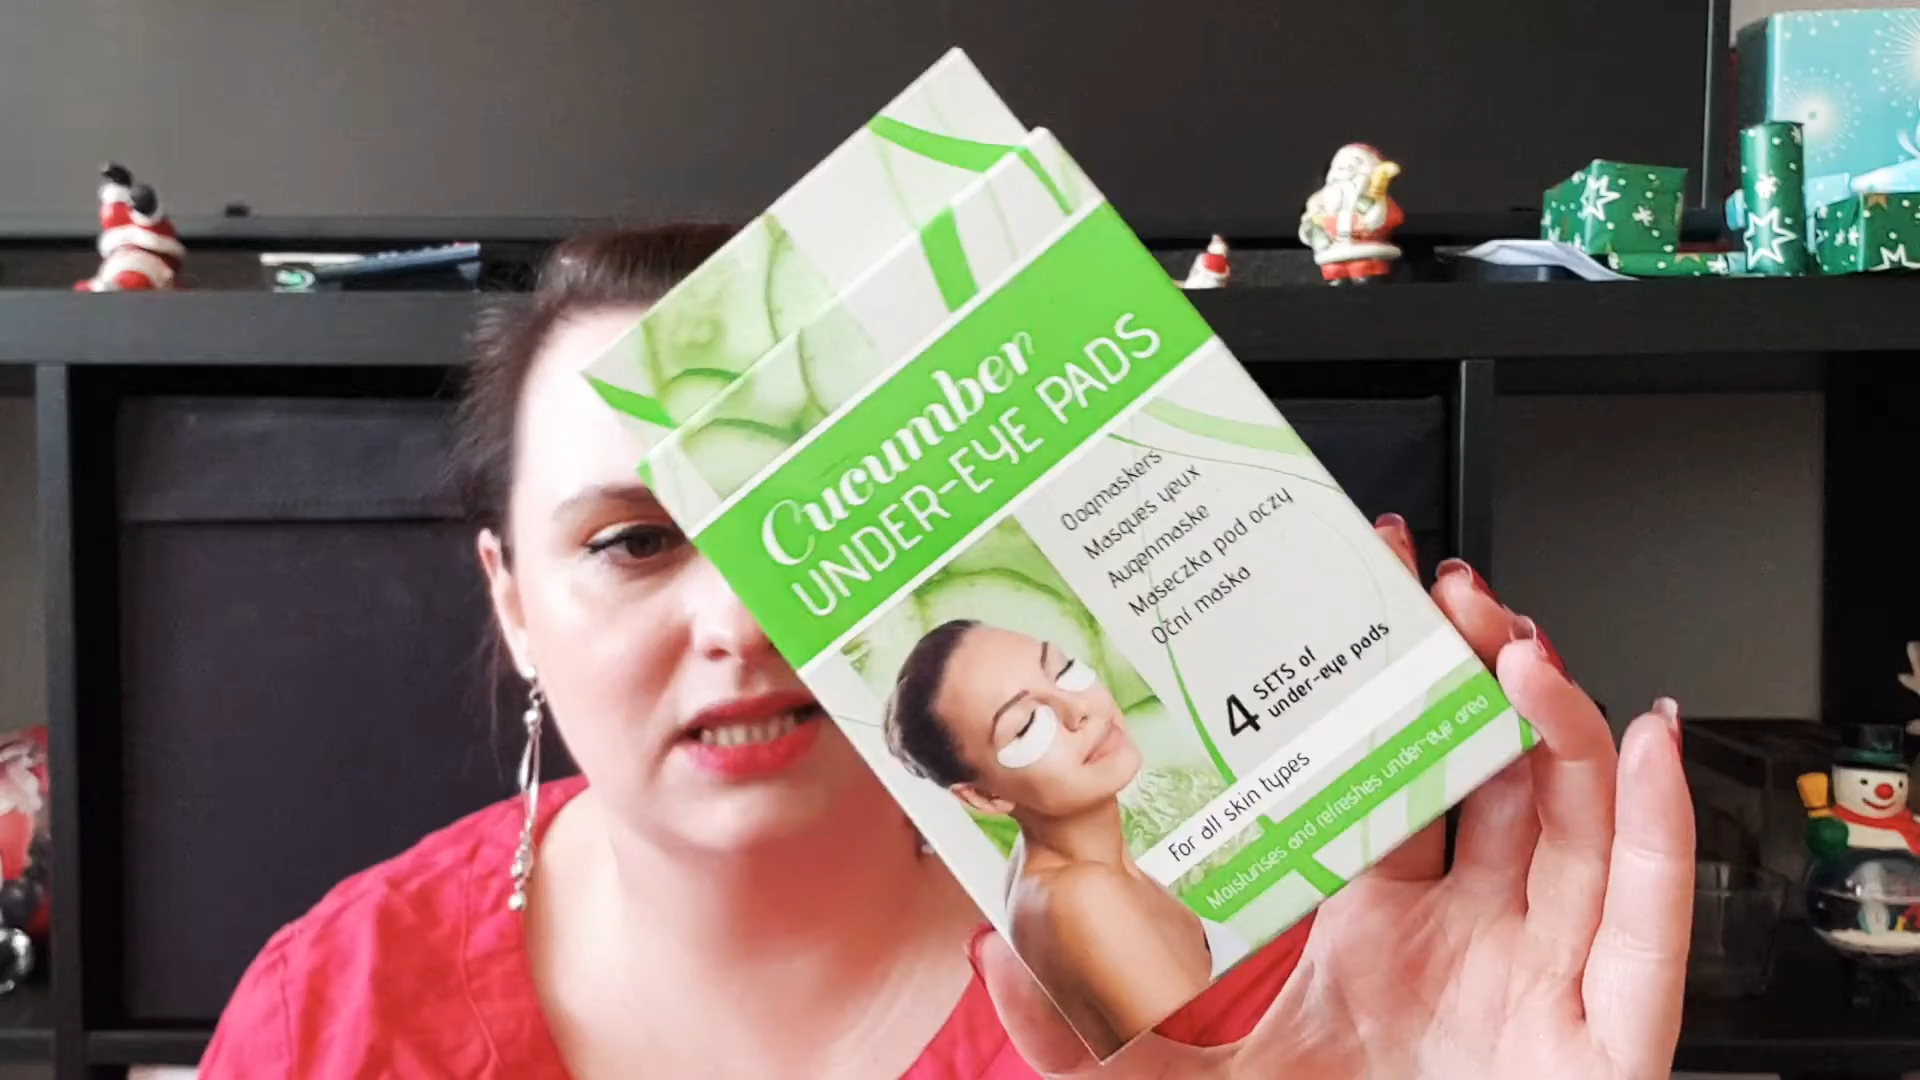 Cucumber
UNDER-EYE PADS
Oogmaskers
Masques yeux
Augenmaske
Maseczka pod oczy
Oční maska
4 SETS of
under-eye pads
For all skin types
Moisturises and refreshes under-eye area